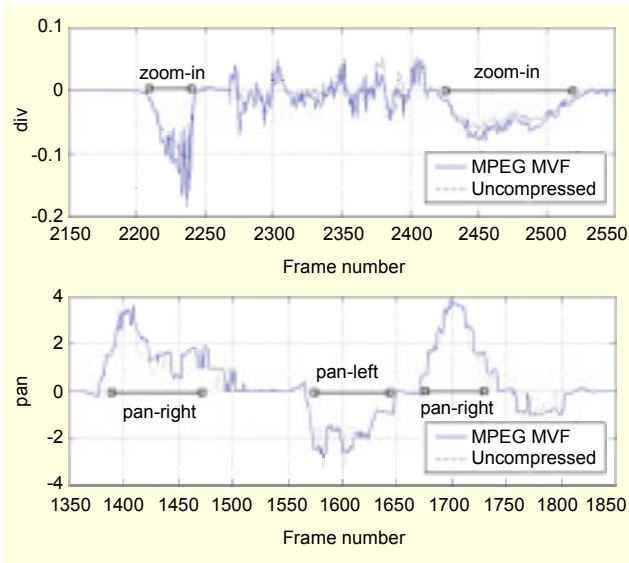 0.1
zoom-in
zoom-in
0
div
-0.1
MPEG MVF
Uncompressed
-0.2
2150 2200 2250 2300 2350 2400 2450 2500 2550
Frame number
4
2
pan-left
0
pan
pan-right
pan-right
-2
MPEG MVF
Uncompressed
-4
1350 1400 1450 1500 1550 1600 1650 1700 1750 1800 1850
Frame number